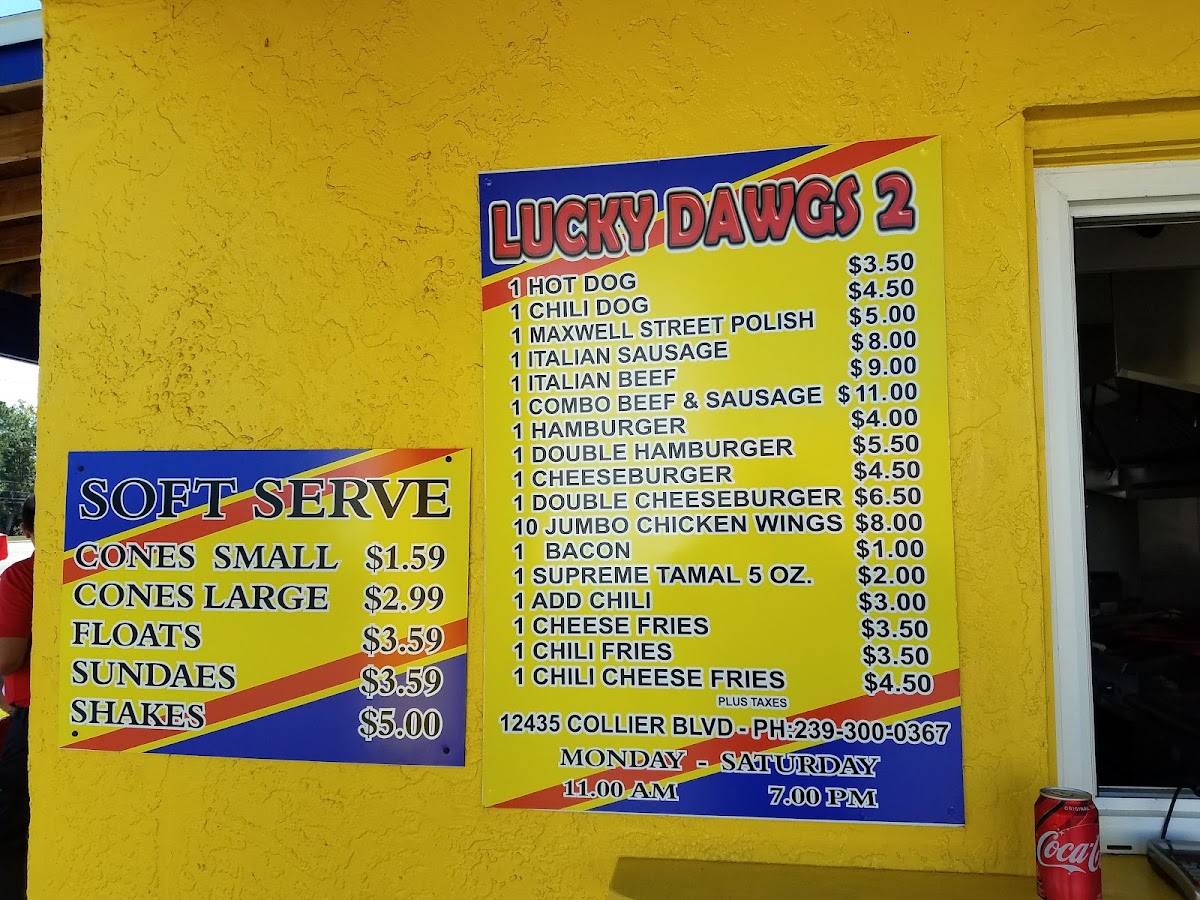 SOFT SERVE
CONES SMALL $1.59
CONES LARGE $2.99
FLOATS $3.59
SUNDAES $3.59
SHAKES $5.00
LUCKY DAWGS 2
1 HOT DOG $3.50
1 CHILI DOG $4.50
1 MAXWELL STREET POLISH $5.00
1 ITALIAN SAUSAGE $8.00
1 ITALIAN BEEF $9.00
1 COMBO BEEF & SAUSAGE $11.00
1 HAMBURGER $4.00
1 DOUBLE HAMBURGER $5.50
1 CHEESEBURGER $4.50
1 DOUBLE CHEESEBURGER $6.50
10 JUMBO CHICKEN WINGS $8.00
1 BACON $1.00
1 SUPREME TAMAL 5 OZ. $2.00
1 ADD CHILI $3.00
1 CHEESE FRIES $3.50
1 CHILI FRIES $3.50
1 CHILI CHEESE FRIES $4.50
PLUS TAXES
12435 COLLIER BLVD - PH:239-300-0367
MONDAY - SATURDAY
11.00 AM 7.00 PM
ORIGINAL
Coca-C